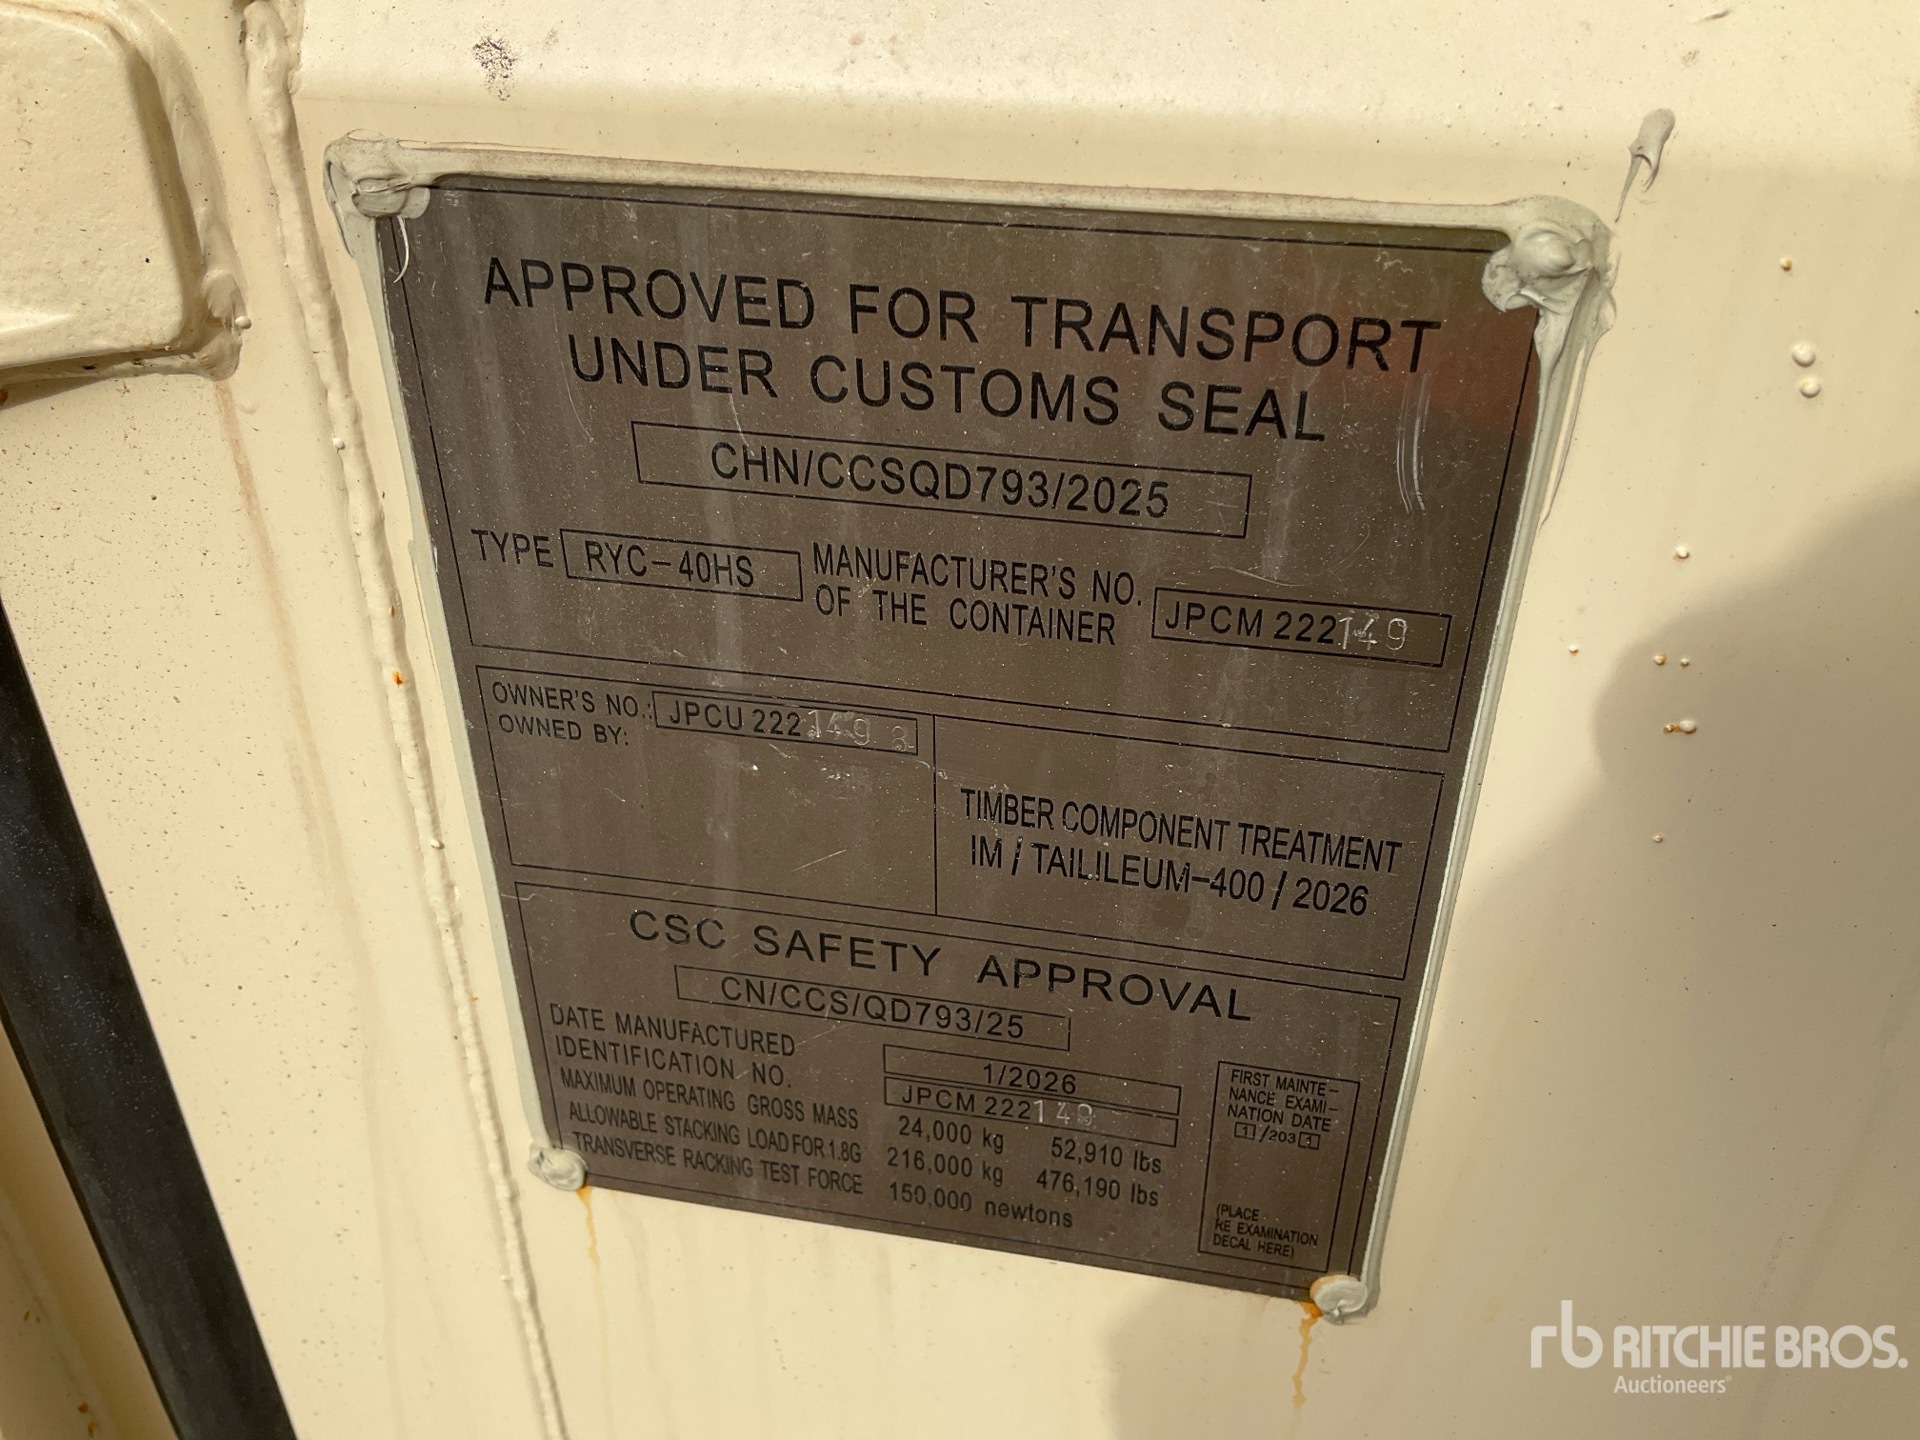 APPROVED FOR TRANSPORT
UNDER CUSTOMS SEAL
CHN/CCSQD793/2025
TYPE RYC-40HS MANUFACTURER'S NO. OF THE CONTAINER JPCM 222149
OWNER'S NO.: JPCU 222149 8
OWNED BY:
TIMBER COMPONENT TREATMENT
IM / TAILILEUM-400 / 2026
CSC SAFETY APPROVAL
CN/CCS/QD793/25
DATE MANUFACTURED 1/2026
IDENTIFICATION NO. JPCM 222149
MAXIMUM OPERATING GROSS MASS 24,000 kg 52,910 lbs
ALLOWABLE STACKING LOAD FOR 1.8G 216,000 kg 476,190 lbs
TRANSVERSE RACKING TEST FORCE 150,000 newtons
FIRST MAINTE-
NANCE EXAMI-
NATION DATE
1/2031
(PLACE
RE EXAMINATION
DECAL HERE)
rb RITCHIE BROS.
Auctioneers